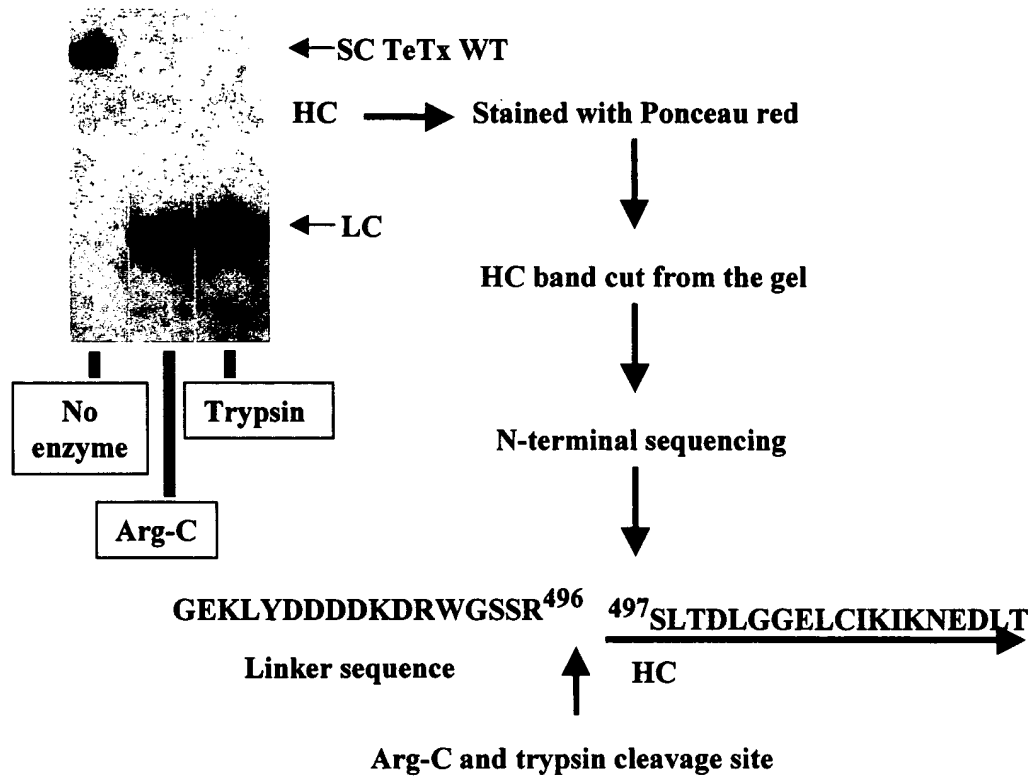 SC TeTx WT
HC
Stained with Ponceau red
LC
HC band cut from the gel
No
enzyme
Trypsin
N-terminal sequencing
Arg-C
GEKLYDDDDKDRWGSSR496
497SLTDLGGELCIKIKNEDLT
Linker sequence
HC
Arg-C and trypsin cleavage site